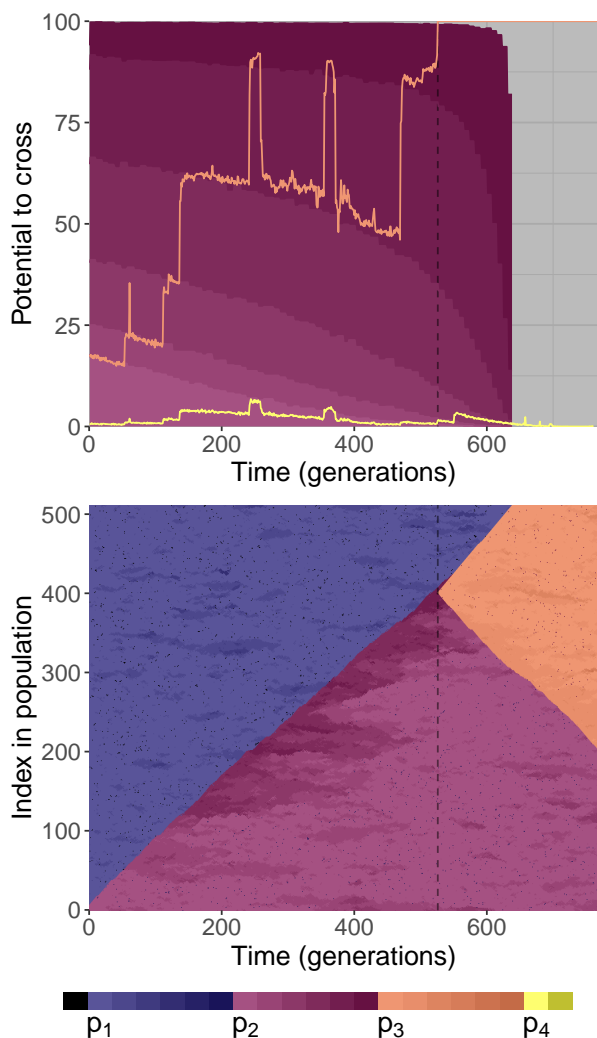 100
75
50
25
0
Potential to cross
0 200 400 600
Time (generations)
500
400
300
200
100
0
Index in population
0 200 400 600
Time (generations)
p1 p2 p3 p4